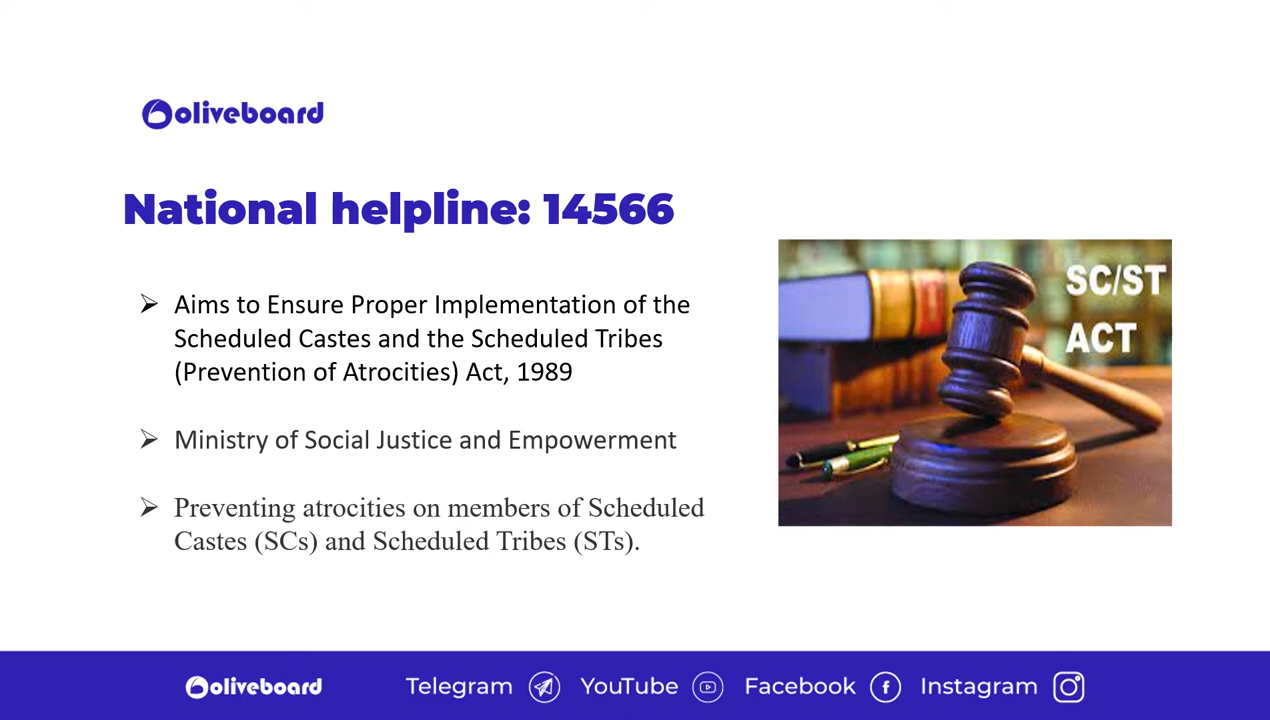 oliveboard
National helpline: 14566
Aims to Ensure Proper Implementation of the
Scheduled Castes and the Scheduled Tribes
(Prevention of Atrocities) Act, 1989
Ministry of Social Justice and Empowerment
Preventing atrocities on members of Scheduled
Castes (SCs) and Scheduled Tribes (STs).
SC/ST
ACT
oliveboard Telegram YouTube Facebook Instagram